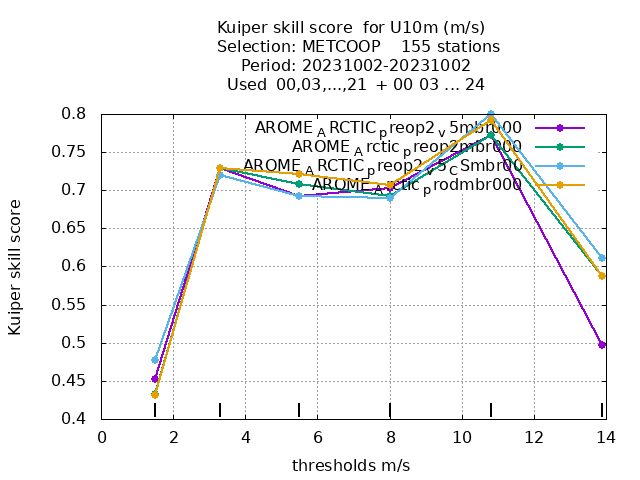 Kuiper skill score  for U10m (m/s)
Selection: METCOOP    155 stations
Period: 20231002-20231002
Used  00,03,...,21  + 00 03 ... 24
AROME_ARCTIC_preop2_v5mbr000
AROME_Arctic_preop2mbr000
AROME_ARCTIC_preop2_v5_CSmbr00
AROME_Arctic_prodmbr000
Kuiper skill score
0.8
0.75
0.7
0.65
0.6
0.55
0.5
0.45
0.4
0 2 4 6 8 10 12 14
thresholds m/s